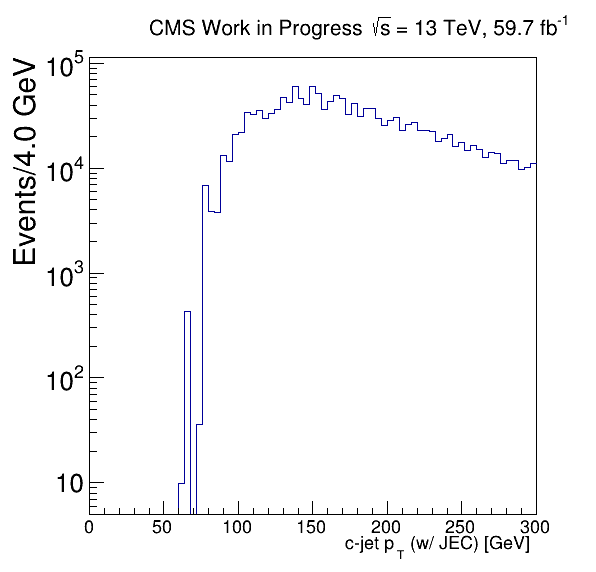 CMS Work in Progress √s = 13 TeV, 59.7 fb⁻¹
Events/4.0 GeV
10⁵
10⁴
10³
10²
10
0 50 100 150 200 250 300
c-jet p_T (w/ JEC) [GeV]